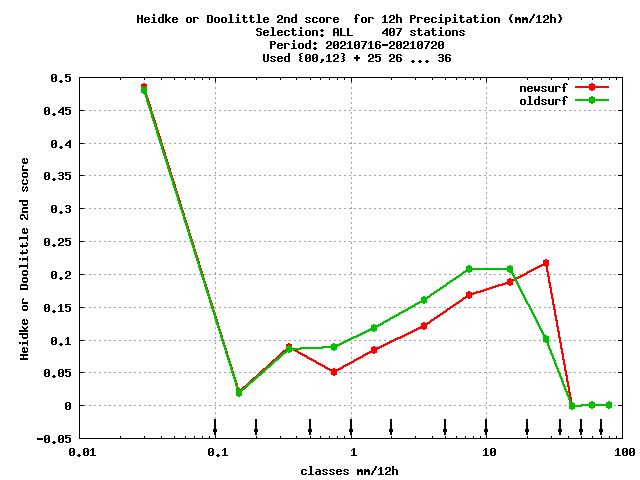 Heidke or Doolittle 2nd score  for 12h Precipitation (mm/12h)
Selection: ALL    407 stations
Period: 20210716-20210720
Used {00,12} + 25 26 ... 36
newsurf
oldsurf
Heidke or Doolittle 2nd score
0.5
0.45
0.4
0.35
0.3
0.25
0.2
0.15
0.1
0.05
0
-0.05
0.01 0.1 1 10 100
classes mm/12h